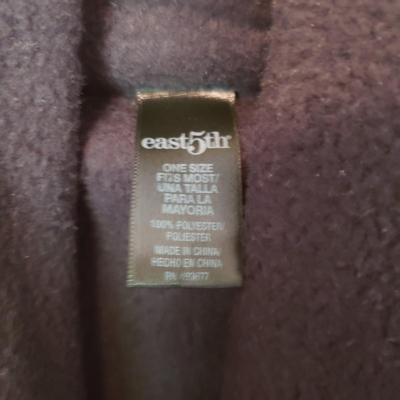 east5th
ONE SIZE
FITS MOST/
UNA TALLA
PARA LA
MAYORIA
100% POLYESTER/
POLIESTER
MADE IN CHINA/
HECHO EN CHINA